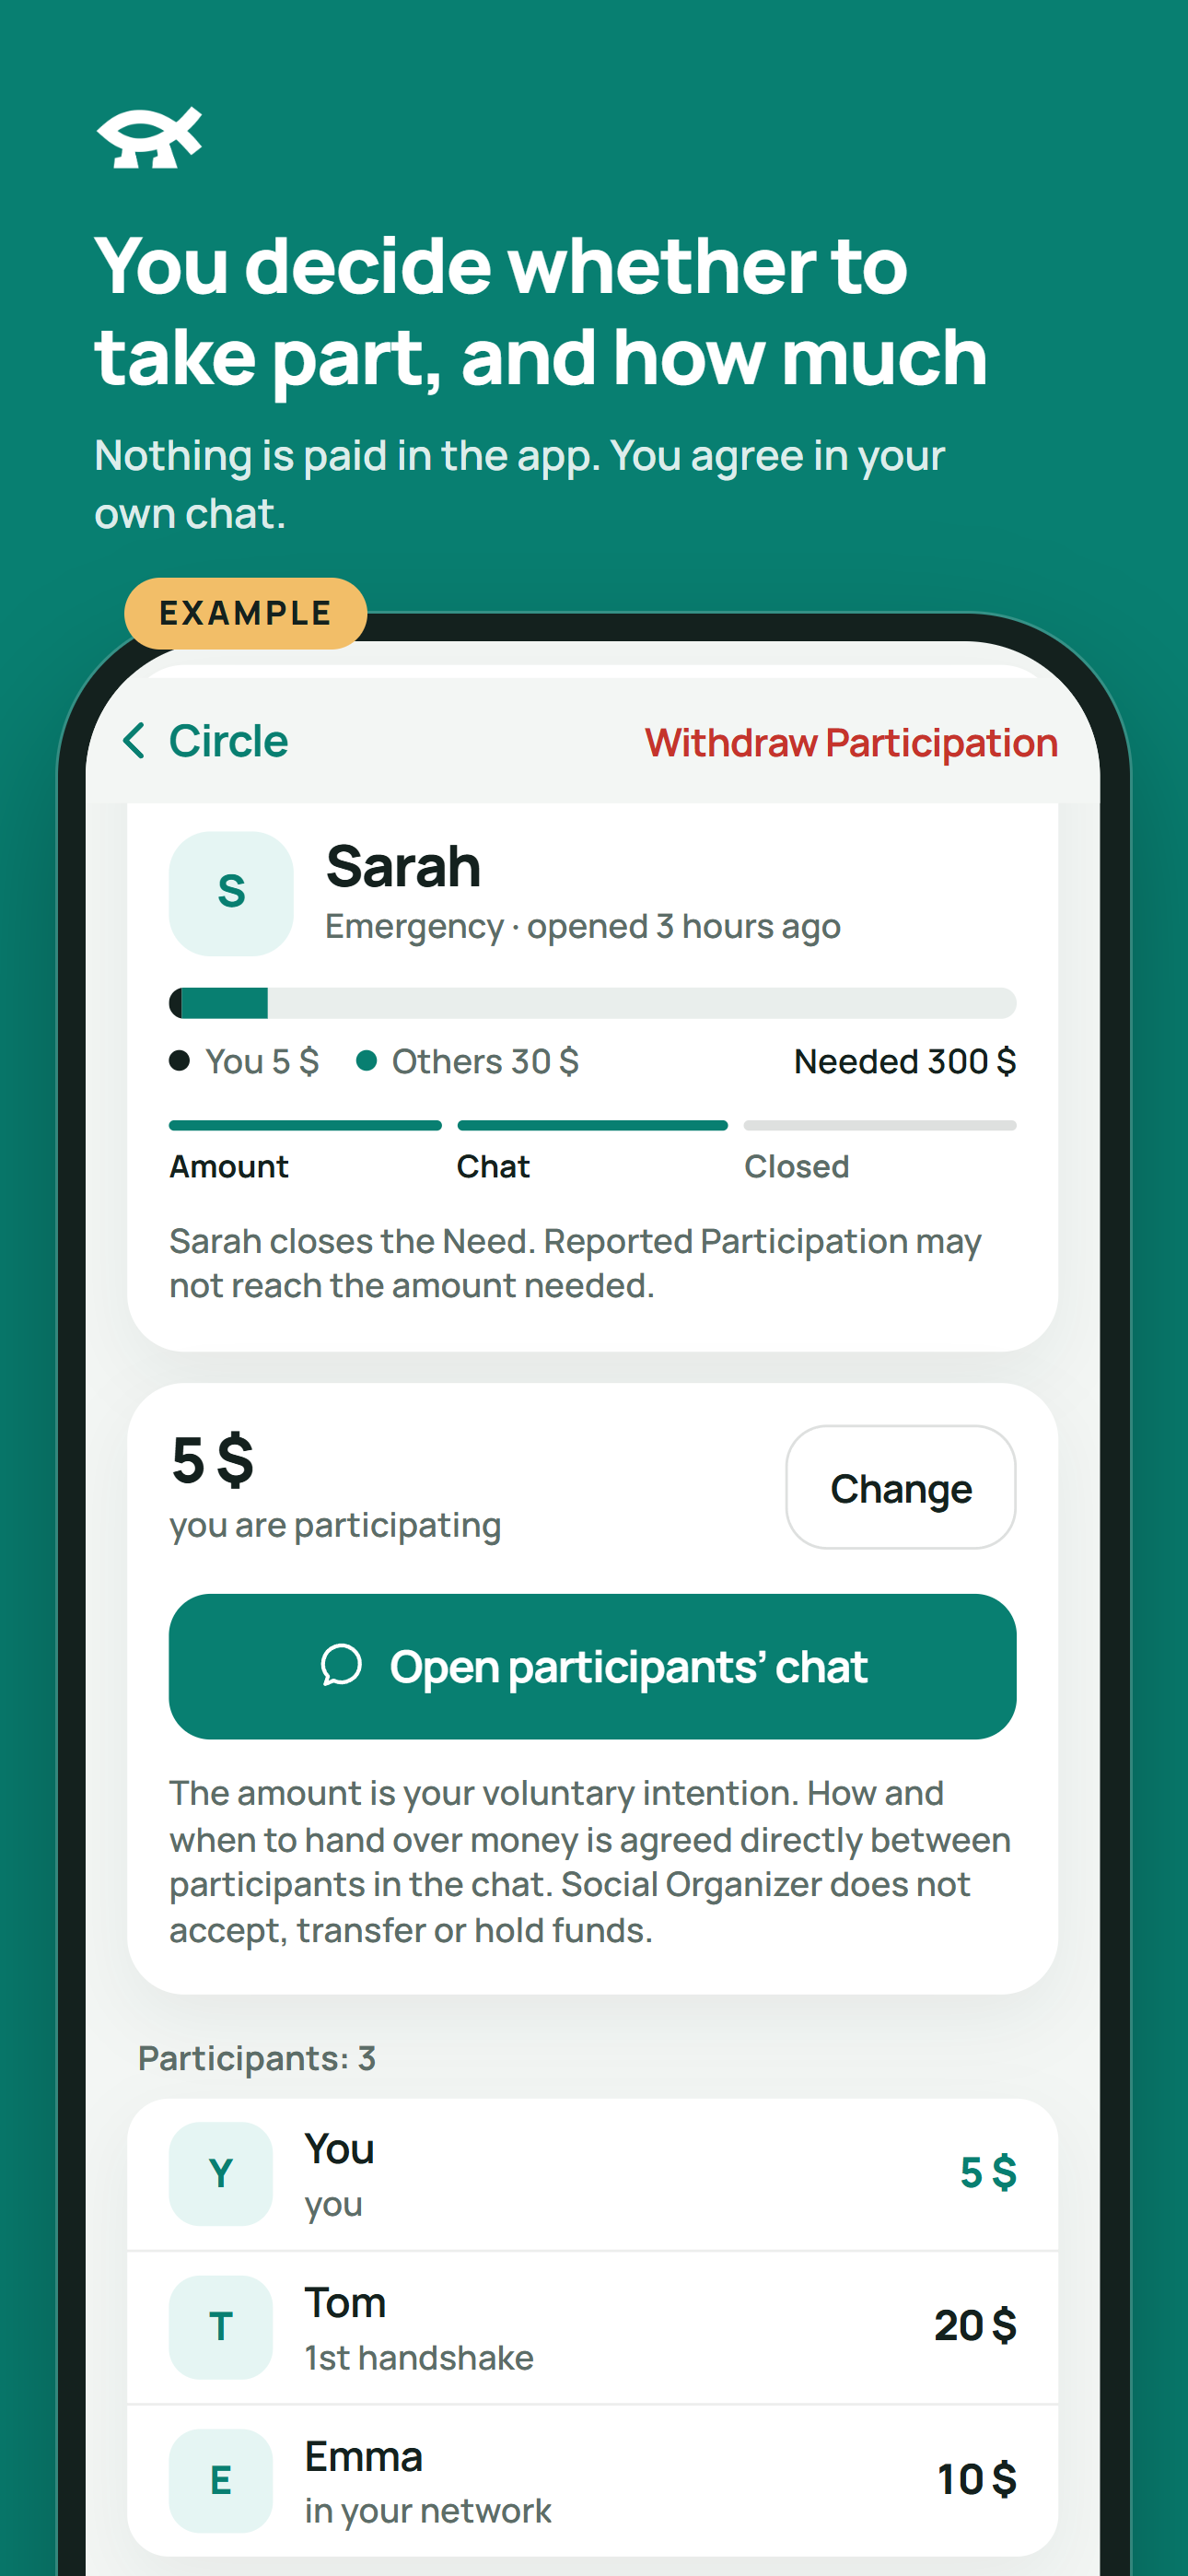 You decide whether to
take part, and how much
Nothing is paid in the app. You agree in your
own chat.
EXAMPLE
Circle
Withdraw Participation
S
Sarah
Emergency · opened 3 hours ago
You 5 $
Others 30 $
Needed 300 $
Amount
Chat
Closed
Sarah closes the Need. Reported Participation may
not reach the amount needed.
5 $
you are participating
Change
Open participants’ chat
The amount is your voluntary intention. How and
when to hand over money is agreed directly between
participants in the chat. Social Organizer does not
accept, transfer or hold funds.
Participants: 3
Y
You
you
5 $
T
Tom
1st handshake
20 $
E
Emma
in your network
10 $